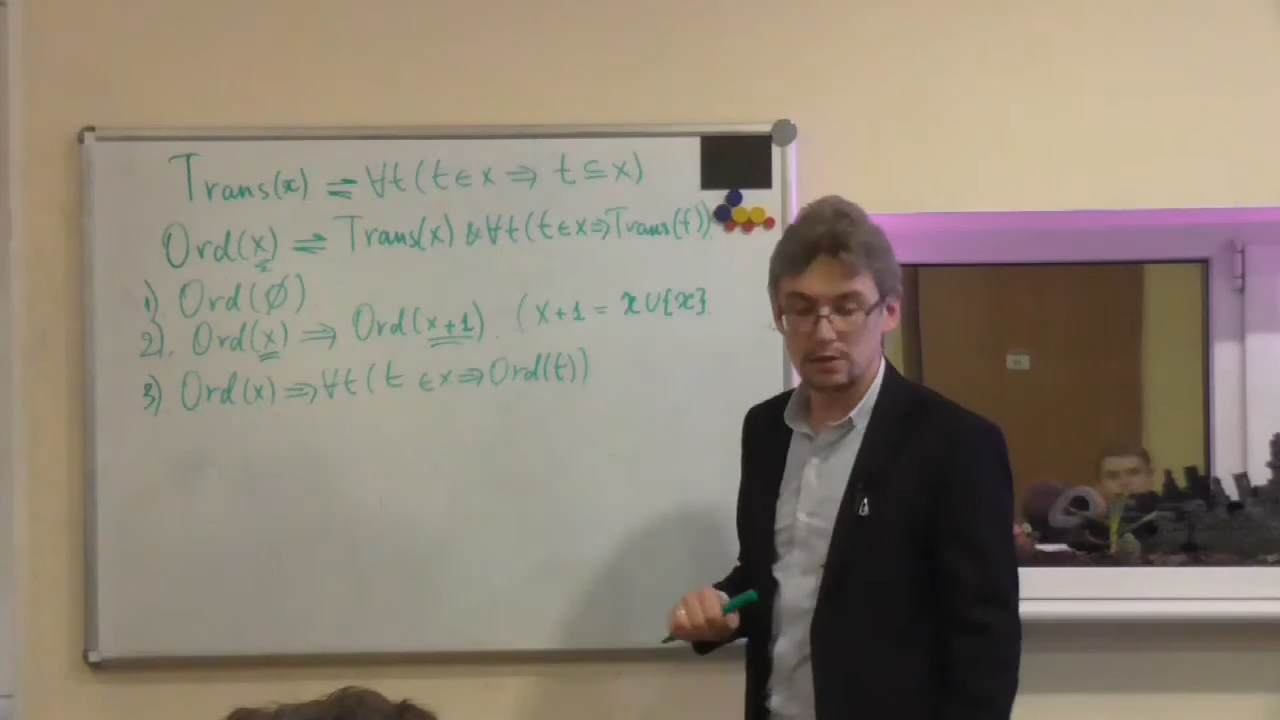 Trans(x) ⇌ ∀t(t∈x ⇒ t⊆x)
Ord(x) ⇌ Trans(x) & ∀t(t∈x⇒Trans(t))
1) Ord(∅)
2). Ord(x) ⇒ Ord(x+1). (x+1 = x∪{x}.
3) Ord(x) ⇒ ∀t(t ∈x ⇒ Ord(t))